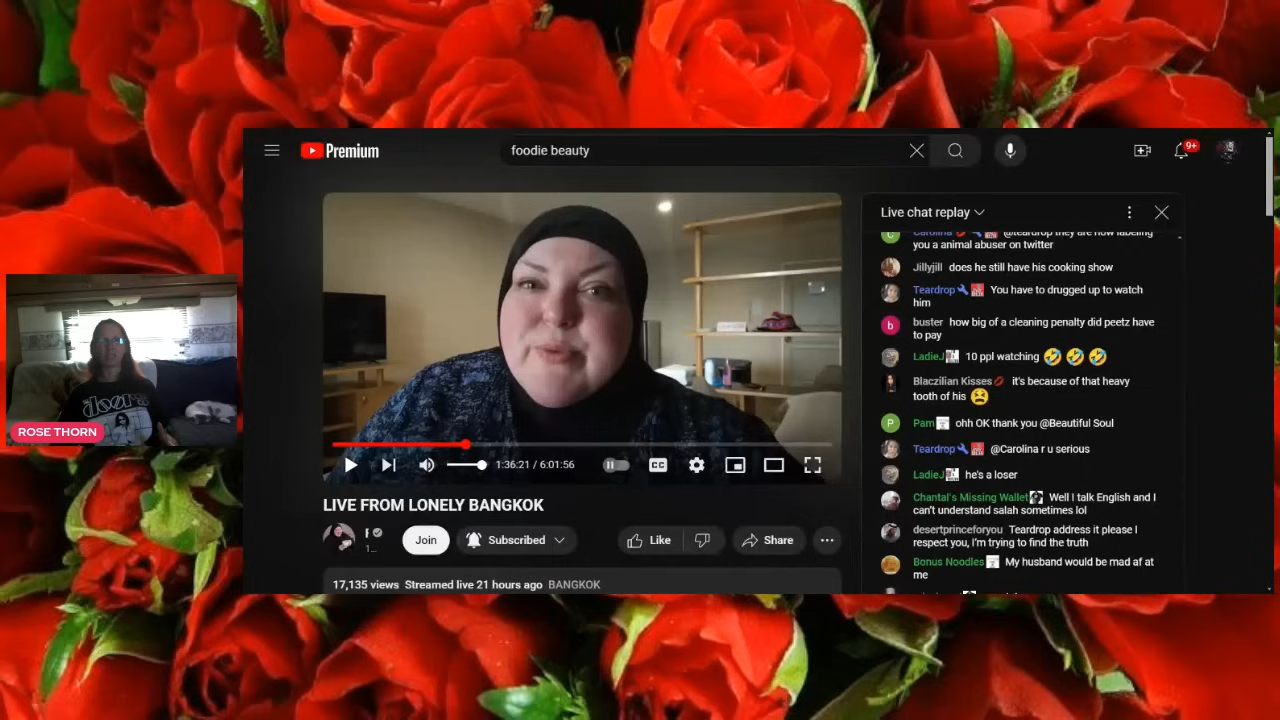 Premium
foodie beauty
9+
Live chat replay
Carolina @teardrop they are now labeling
you a animal abuser on twitter
Jillyjill does he still have his cooking show
Teardrop You have to drugged up to watch
him
b
buster how big of a cleaning penalty did peetz have
to pay
LadieJ 10 ppl watching 🤣 🤣 🤣
Blaczilian Kisses💋 it's because of that heavy
tooth of his 😫
P
Pam ohh OK thank you @Beautiful Soul
Teardrop @Carolina r u serious
LadieJ he's a loser
Chantal's Missing Wallet Well I talk English and I
can't understand salah sometimes lol
desertprinceforyou Teardrop address it please I
respect you, I'm trying to find the truth
Bonus Noodles My husband would be mad af at
me
the doors
ROSE THORN
1:36:21 / 6:01:56
CC
LIVE FROM LONELY BANGKOK
F
1...
Join
Subscribed
Like
Share
17,135 views Streamed live 21 hours ago BANGKOK